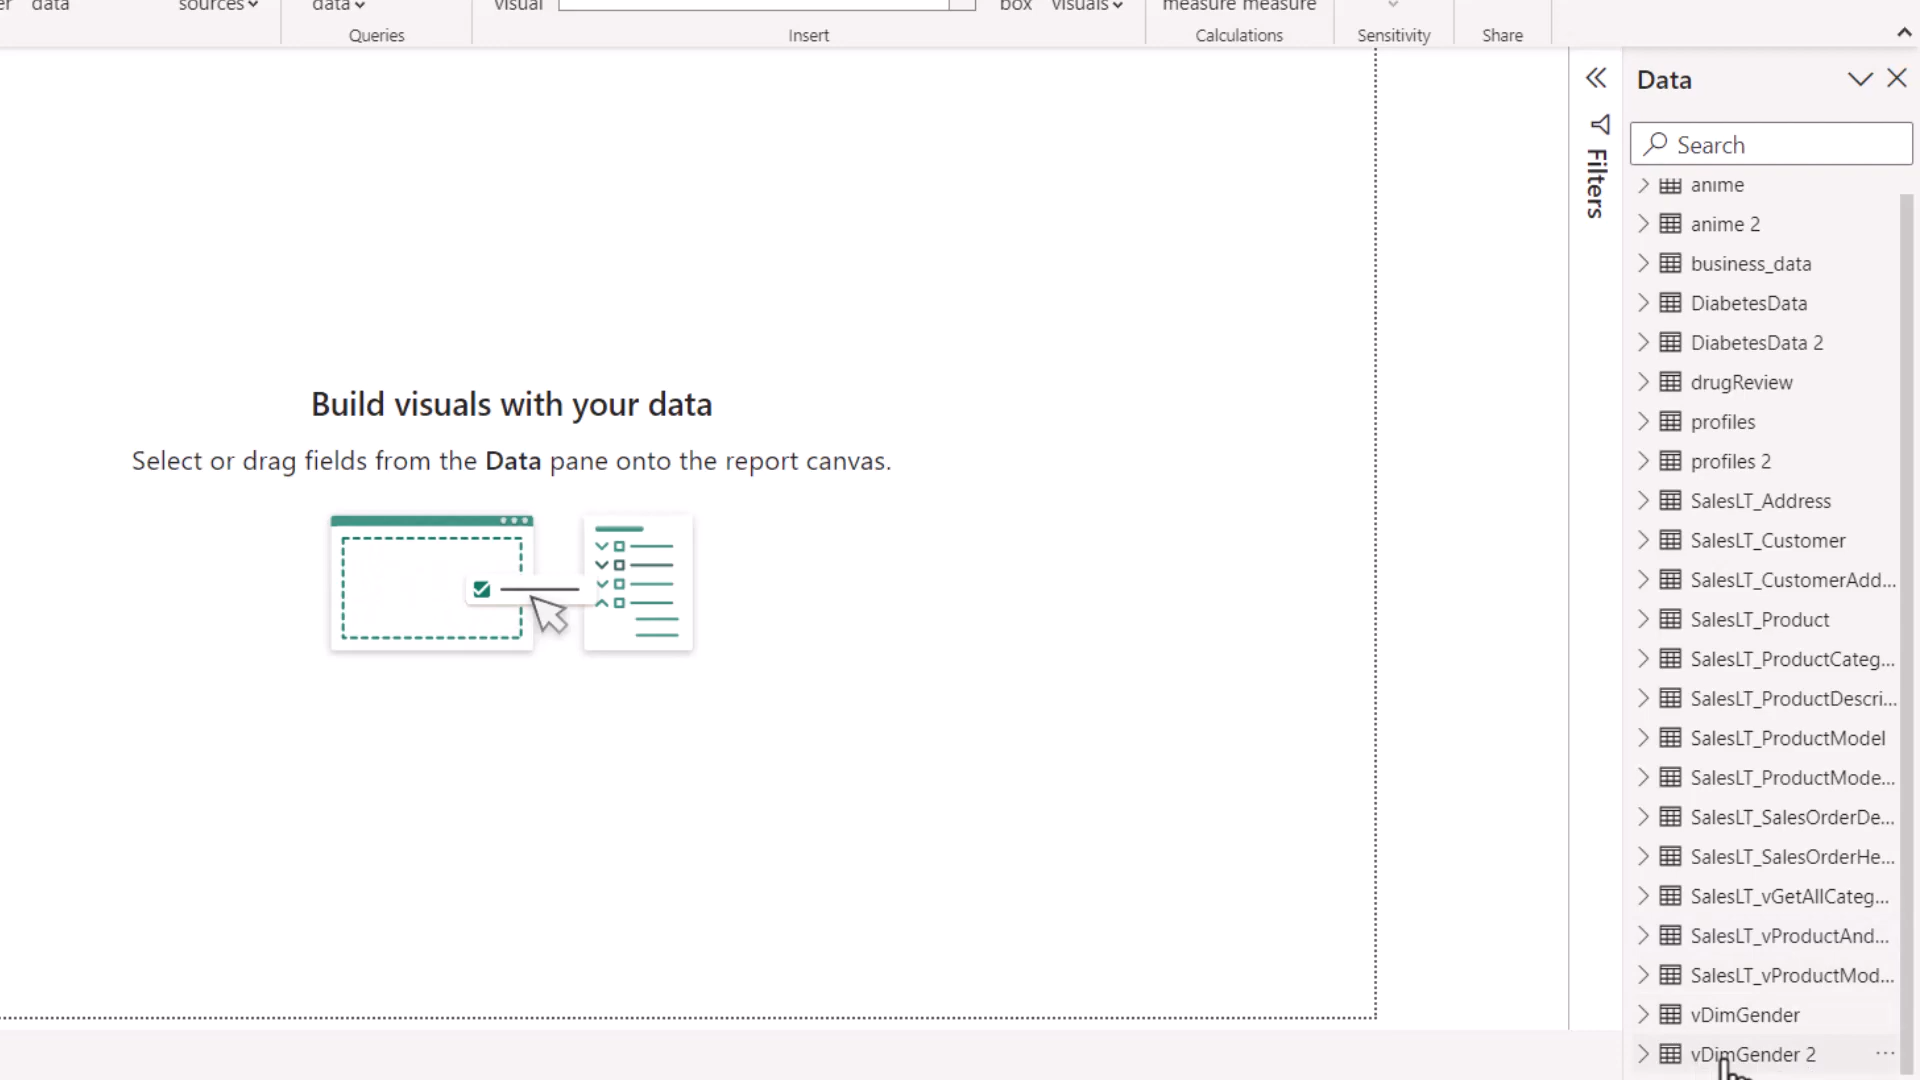 data
sources
data
visual
box
visuals
measure measure
Queries
Insert
Calculations
Sensitivity
Share
Data
Search
Filters
anime
anime 2
business_data
DiabetesData
DiabetesData 2
drugReview
profiles
profiles 2
SalesLT_Address
SalesLT_Customer
SalesLT_CustomerAdd...
SalesLT_Product
SalesLT_ProductCateg...
SalesLT_ProductDescri...
SalesLT_ProductModel
SalesLT_ProductMode...
SalesLT_SalesOrderDe...
SalesLT_SalesOrderHe...
SalesLT_vGetAllCateg...
SalesLT_vProductAnd...
SalesLT_vProductMod...
vDimGender
vDimGender 2
Build visuals with your data
Select or drag fields from the Data pane onto the report canvas.